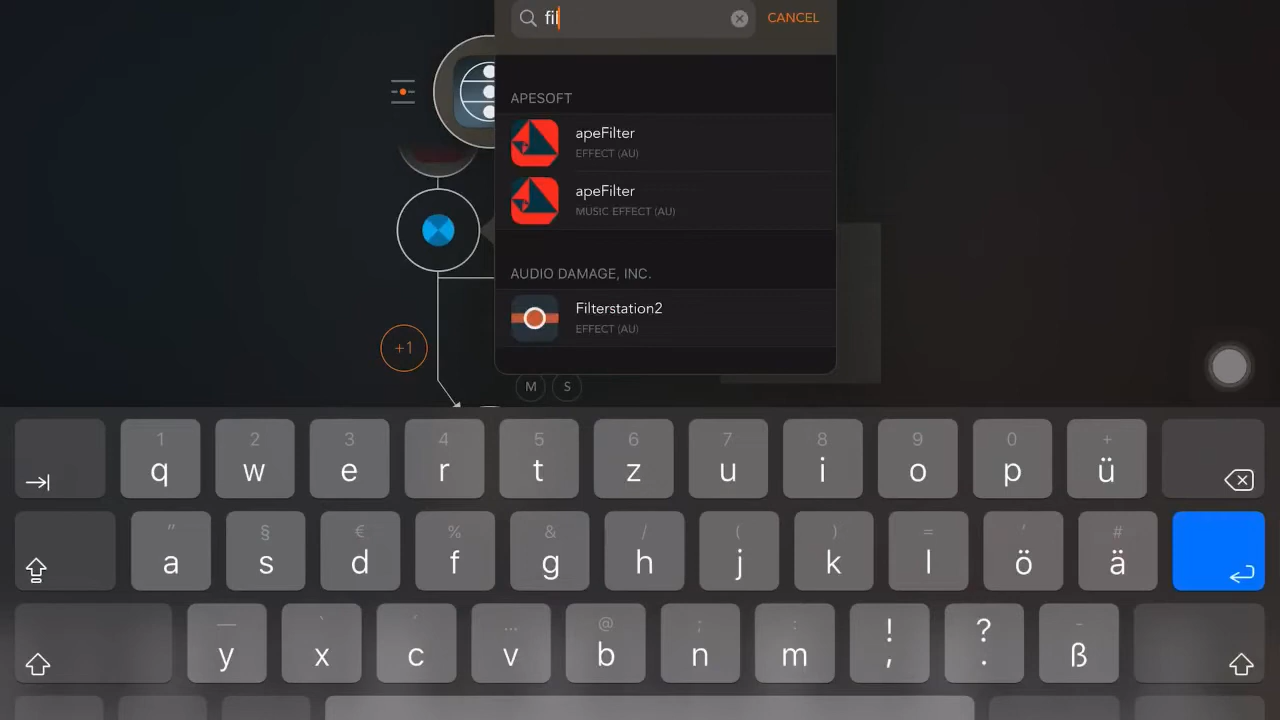 fil
CANCEL
APESOFT
apeFilter
EFFECT (AU)
apeFilter
MUSIC EFFECT (AU)
AUDIO DAMAGE, INC.
Filterstation2
EFFECT (AU)
+1
M S
1 2 3 4 5 6 7 8 9 0 +
q w e r t z u i o p ü
" § € % & / ( ) = ' #
a s d f g h j k l ö ä
— ` ´ ... @ ; : ! ? -
y x c v b n m , . ß